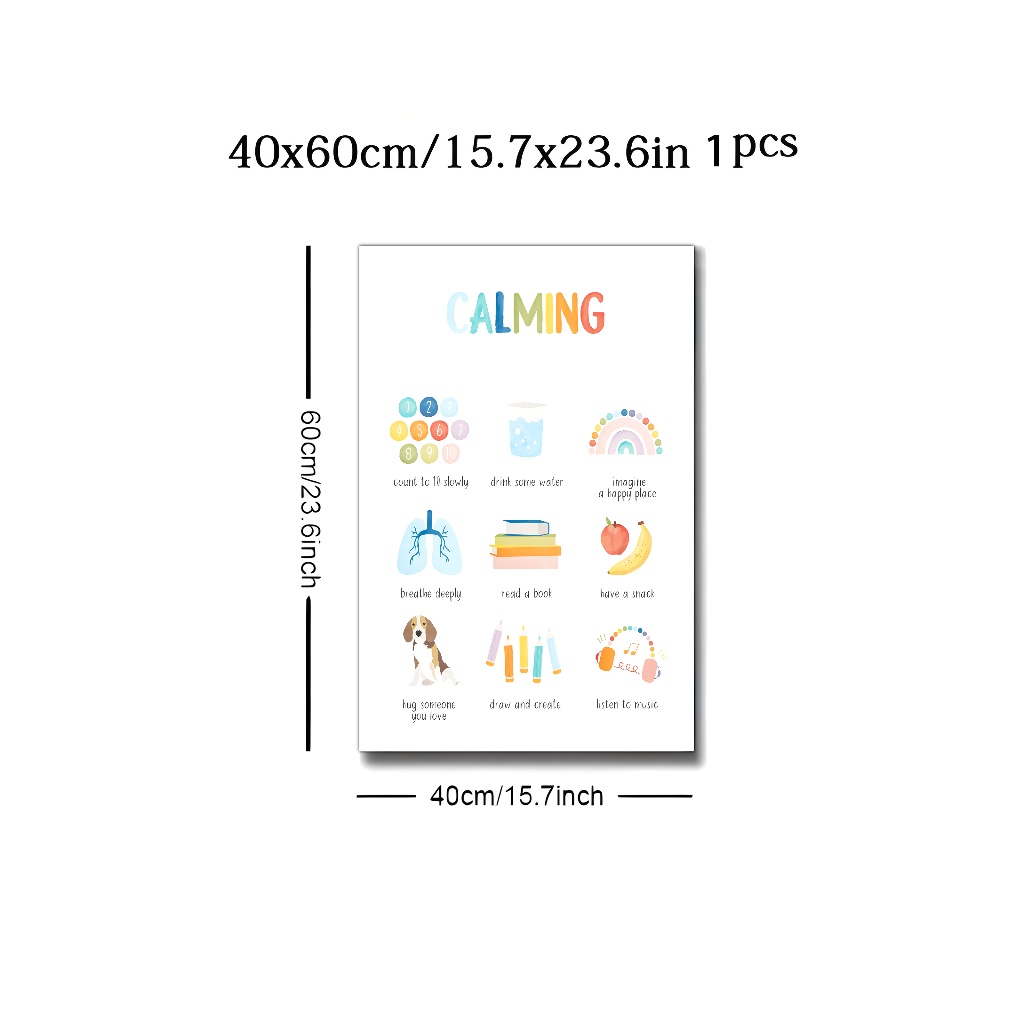 40x60cm/15.7x23.6in 1pcs
60cm/23.6inch
CALMING
1 2 3
4 5 6 7
8 9 10
count to 10 slowly
drink some water
imagine
a happy place
breathe deeply
read a book
have a snack
hug someone
you love
draw and create
listen to music
40cm/15.7inch